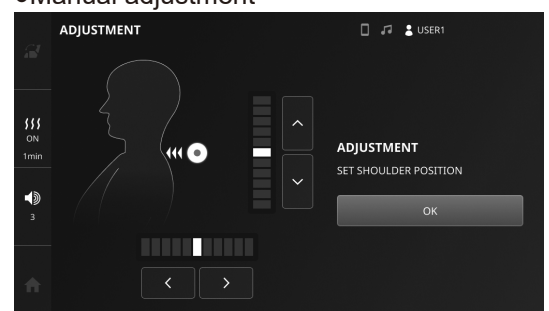 ●Manual adjustment
ADJUSTMENT
USER1
ON
1min
3
ADJUSTMENT
SET SHOULDER POSITION
OK